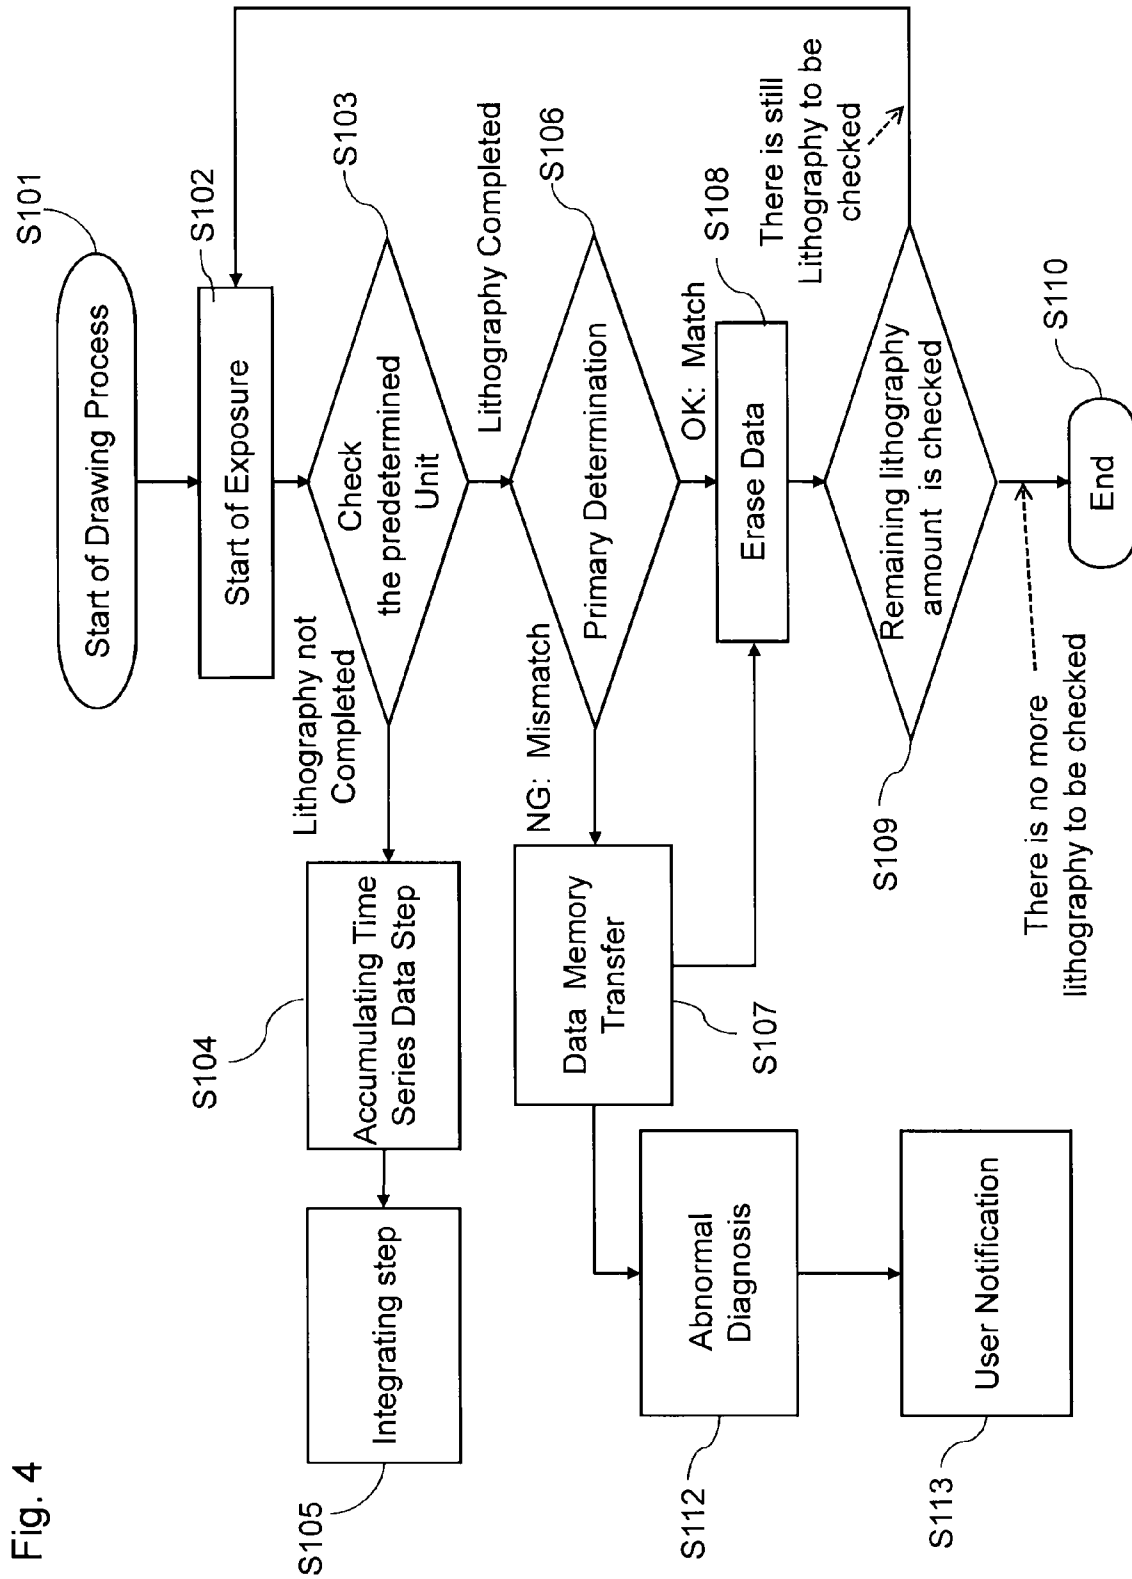 Fig. 4
Start of Drawing Process
S101
Start of Exposure
S102
Check
the predetermined
Unit
S103
Lithography not
Completed
Accumulating Time
Series Data Step
S104
Integrating step
S105
Lithography Completed
Primary Determination
S106
NG: Mismatch
Data Memory
Transfer
S107
OK: Match
Erase Data
S108
Abnormal
Diagnosis
S112
User Notification
S113
Remaining lithography
amount is checked
S109
There is still
Lithography to be
checked
There is no more
lithography to be checked
End
S110